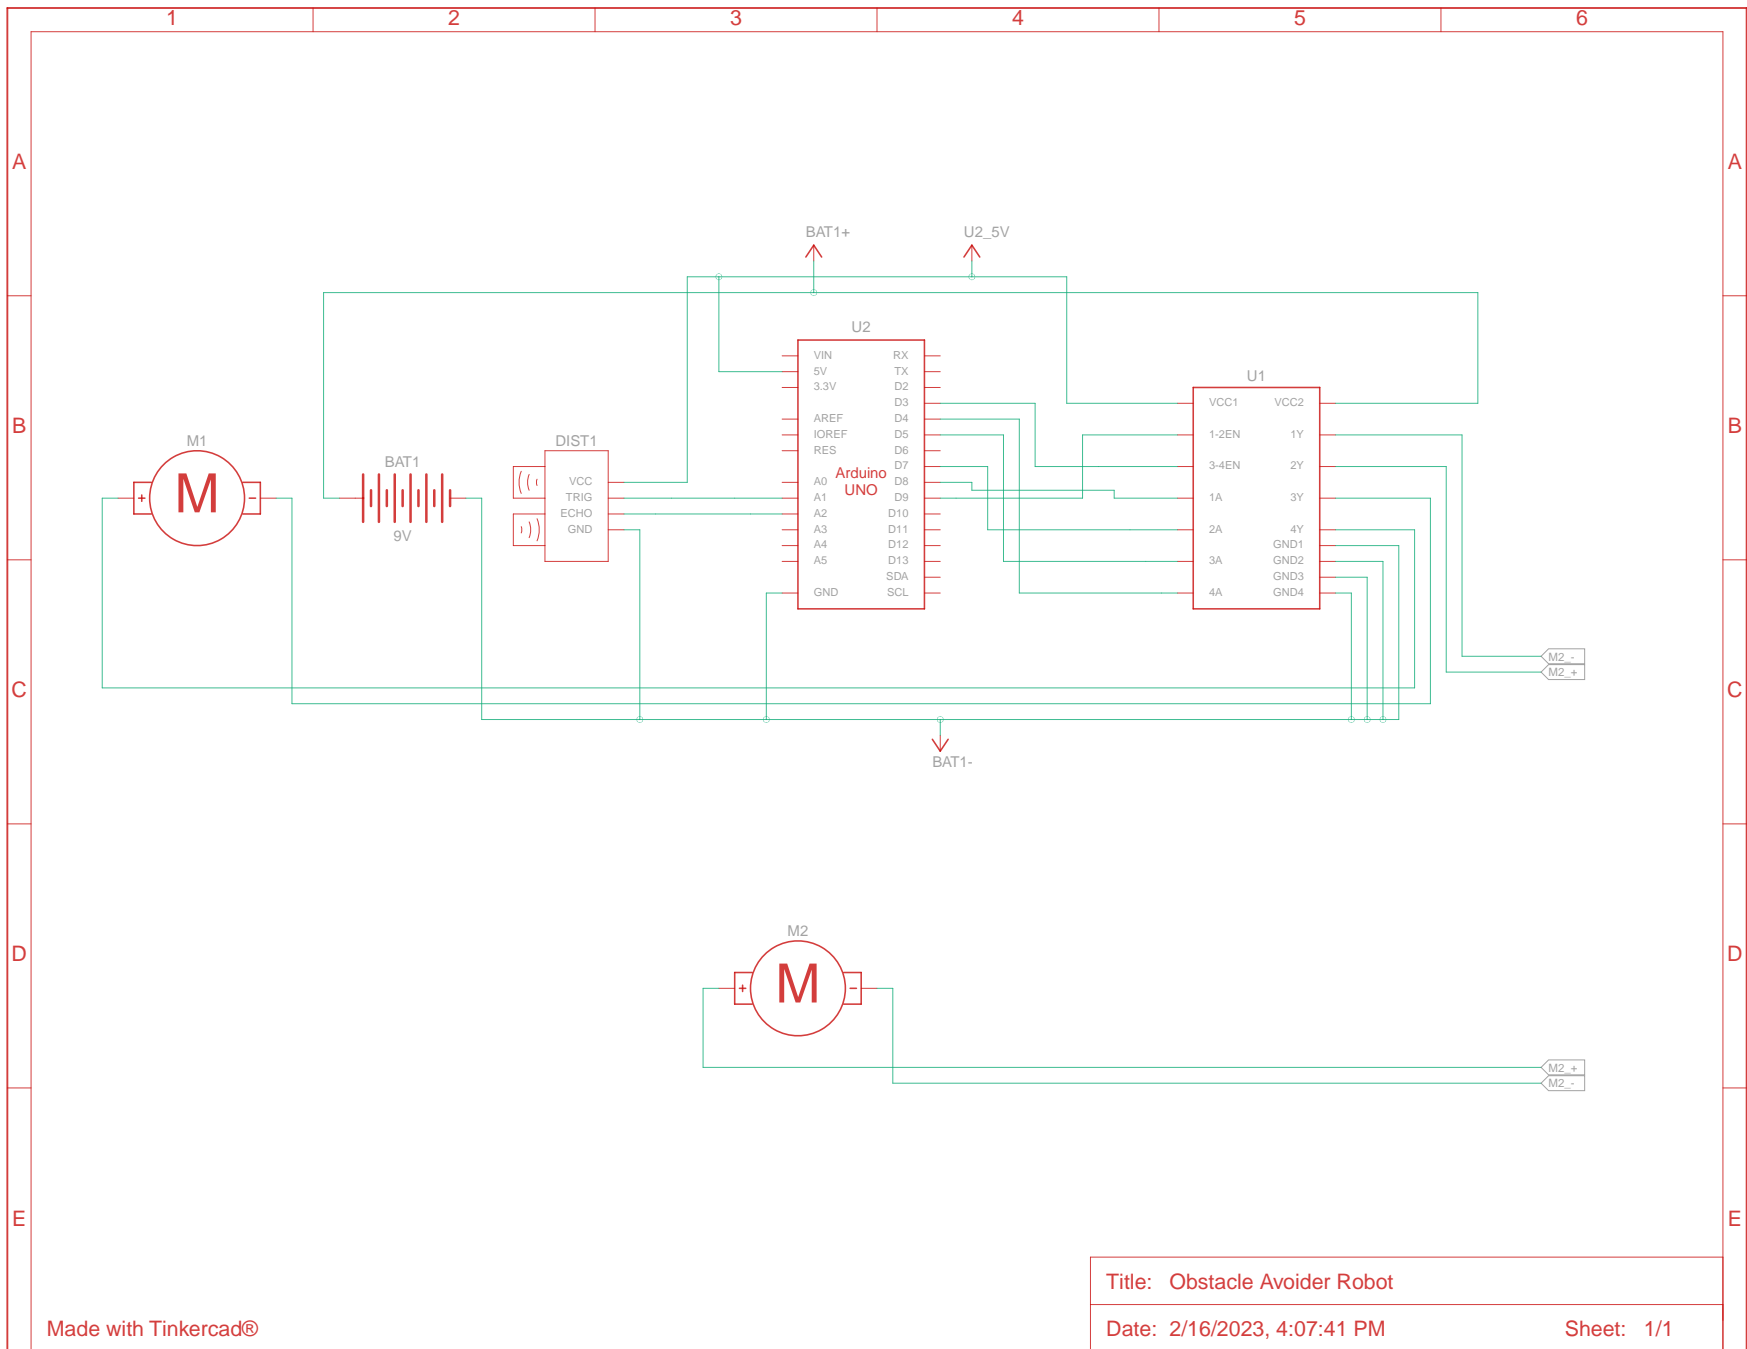 1 2 3 4 5 6
A A
BAT1+ U2_5V
U2
VIN RX
5V TX
3.3V D2
D3
AREF D4
IOREF D5
RES D6
D7
A0 D8
A1 D9
A2 D10
A3 D11
A4 D12
A5 D13
SDA
GND SCL
Arduino
UNO
U1
VCC1 VCC2
1-2EN 1Y
3-4EN 2Y
1A 3Y
2A 4Y
GND1
3A GND2
GND3
4A GND4
B B
M1
+ M -
BAT1
9V
DIST1
VCC
TRIG
ECHO
GND
M2_-
M2_+
C C
BAT1-
M2
+ M -
D D
M2_+
M2_-
E E
Title: Obstacle Avoider Robot
Made with Tinkercad®
Date: 2/16/2023, 4:07:41 PM Sheet: 1/1